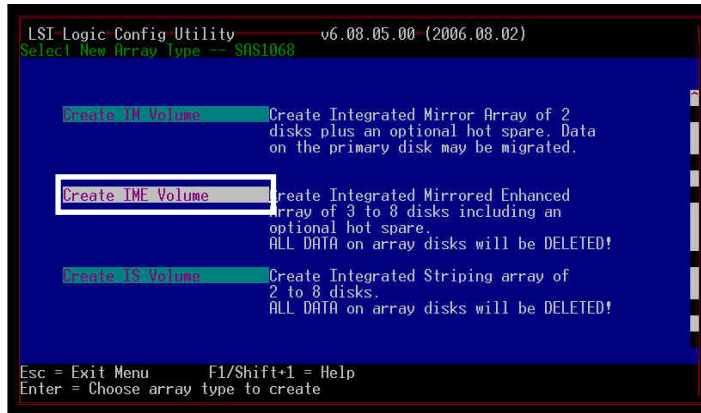 LSI Logic Config Utility v6.08.05.00 (2006.08.02)
Select New Array Type -- SAS1068
Create IM Volume Create Integrated Mirror Array of 2
disks plus an optional hot spare. Data
on the primary disk may be migrated.
Create IME Volume Create Integrated Mirrored Enhanced
Array of 3 to 8 disks including an
optional hot spare.
ALL DATA on array disks will be DELETED!
Create IS Volume Create Integrated Striping array of
2 to 8 disks.
ALL DATA on array disks will be DELETED!
Esc = Exit Menu F1/Shift+1 = Help
Enter = Choose array type to create